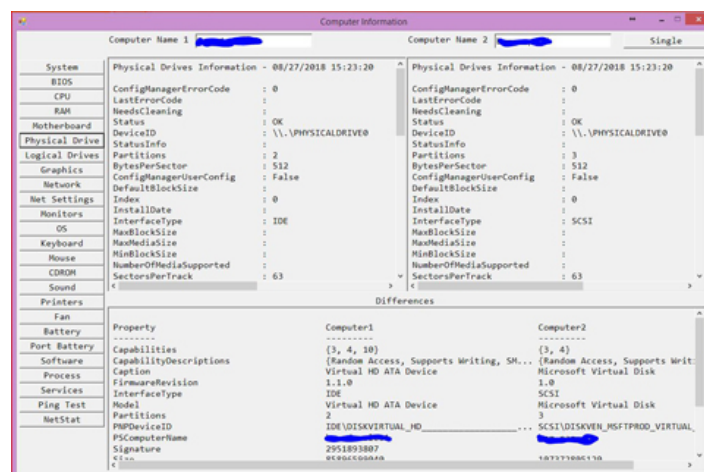 Computer Information
Computer Name 1
Computer Name 2
Single
System
BIOS
CPU
RAM
Motherboard
Physical Drive
Logical Drives
Graphics
Network
Net Settings
Monitors
OS
Keyboard
Mouse
CDROM
Sound
Printers
Fan
Battery
Port Battery
Software
Process
Services
Ping Test
NetStat
Physical Drives Information - 08/27/2018 15:23:20
ConfigManagerErrorCode : 0
LastErrorCode :
NeedsCleaning :
Status : OK
DeviceID : \\.\PHYSICALDRIVE0
StatusInfo :
Partitions : 2
BytesPerSector : 512
ConfigManagerUserConfig : False
DefaultBlockSize :
Index : 0
InstallDate :
InterfaceType : IDE
MaxBlockSize :
MaxMediaSize :
MinBlockSize :
NumberOfMediaSupported :
SectorsPerTrack : 63
Physical Drives Information - 08/27/2018 15:23:20
ConfigManagerErrorCode : 0
LastErrorCode :
NeedsCleaning :
Status : OK
DeviceID : \\.\PHYSICALDRIVE0
StatusInfo :
Partitions : 3
BytesPerSector : 512
ConfigManagerUserConfig : False
DefaultBlockSize :
Index : 0
InstallDate :
InterfaceType : SCSI
MaxBlockSize :
MaxMediaSize :
MinBlockSize :
NumberOfMediaSupported :
SectorsPerTrack : 63
Differences
Property Computer1 Computer2
-------- --------- ---------
Capabilities {3, 4, 10} {3, 4}
CapabilityDescriptions {Random Access, Supports Writing, SM... {Random Access, Supports Writ
Caption Virtual HD ATA Device Microsoft Virtual Disk
FirmwareRevision 1.1.0 1.0
InterfaceType IDE SCSI
Model Virtual HD ATA Device Microsoft Virtual Disk
Partitions 2 3
PNPDeviceID IDE\DISKVIRTUAL_HD______________... SCSI\DISKVEN_MSFTPROD_VIRTUAL_
PSComputerName
Signature 2951893807
Size